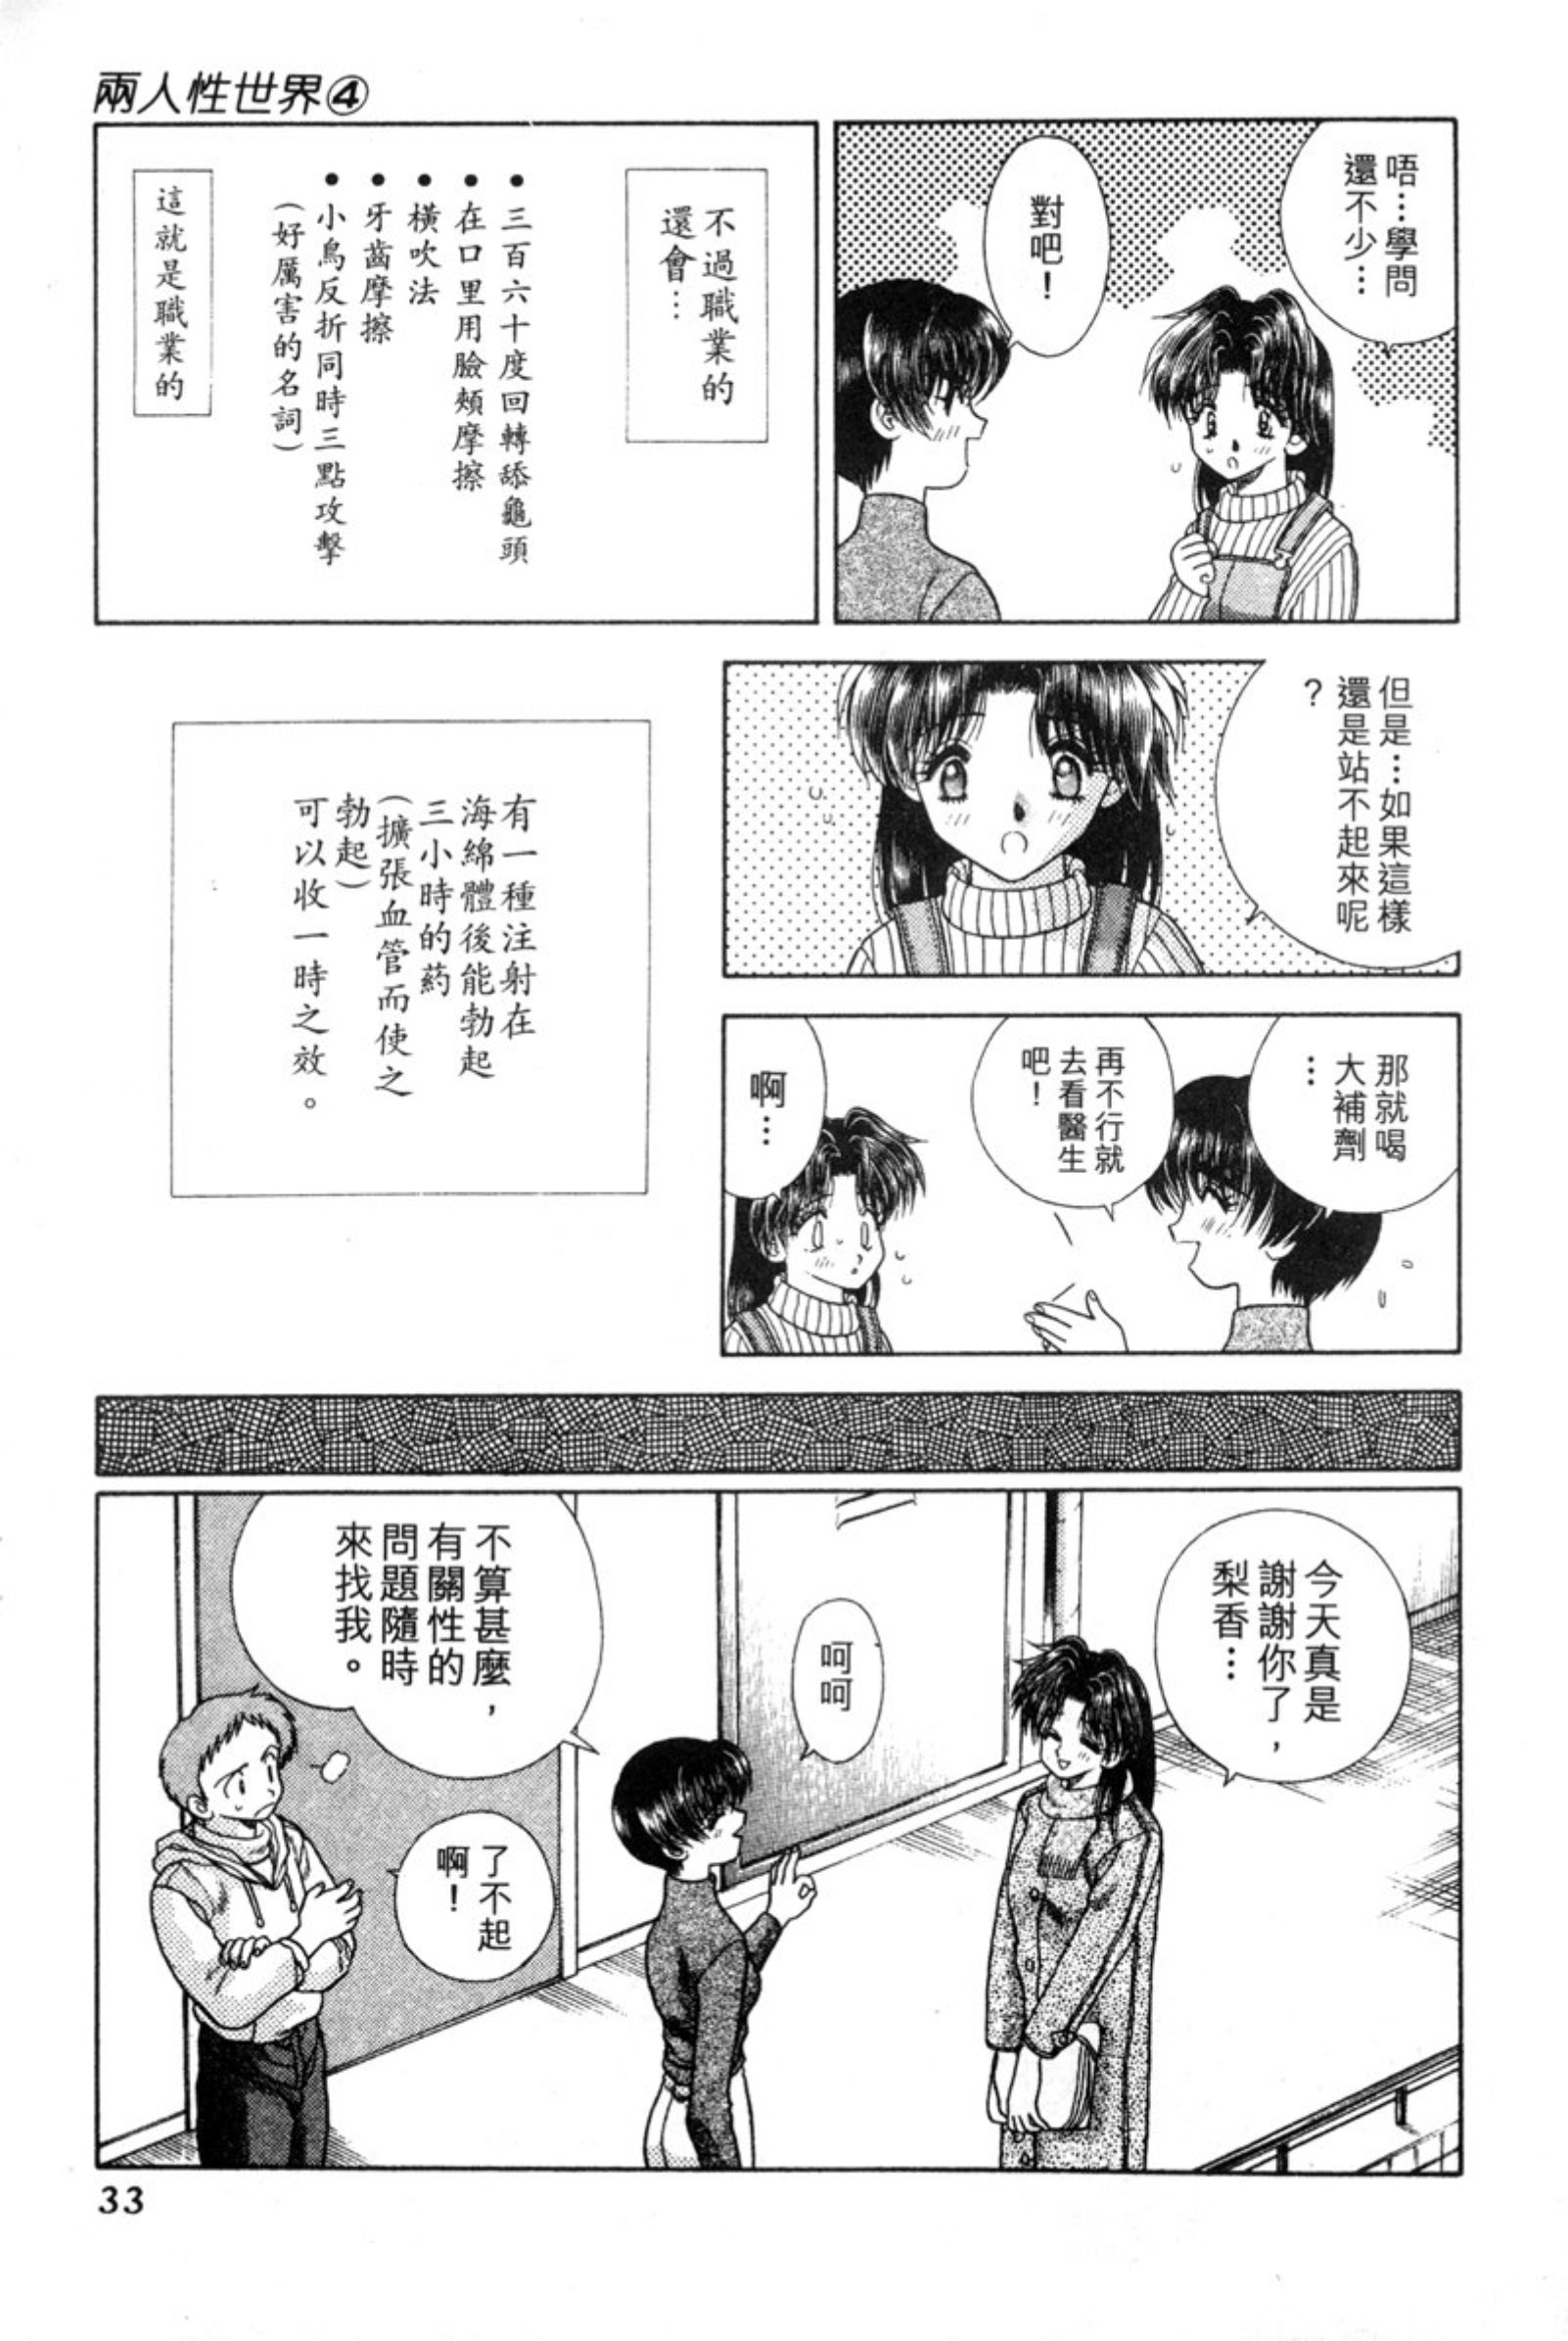 兩人性世界④
唔…學問
還不少…
對吧！
不過職業的
還會…
●三百六十度回轉舔龜頭
●在口里用臉頰摩擦
●橫吹法
●牙齒摩擦
●小鳥反折同時三點攻擊
（好厲害的名詞）
這就是職業的
但是…如果這樣
還是站不起來呢
？
那就喝
大補劑
…
再不行就
去看醫生
吧！
啊…
有一種注射在
海綿體後能勃起
三小時的葯
（擴張血管而使之
勃起）
可以收一時之效。
今天真是
謝謝你了，
梨香…
呵呵
不算甚麼，
有關性的
問題隨時
來找我。
了不起
啊！
33